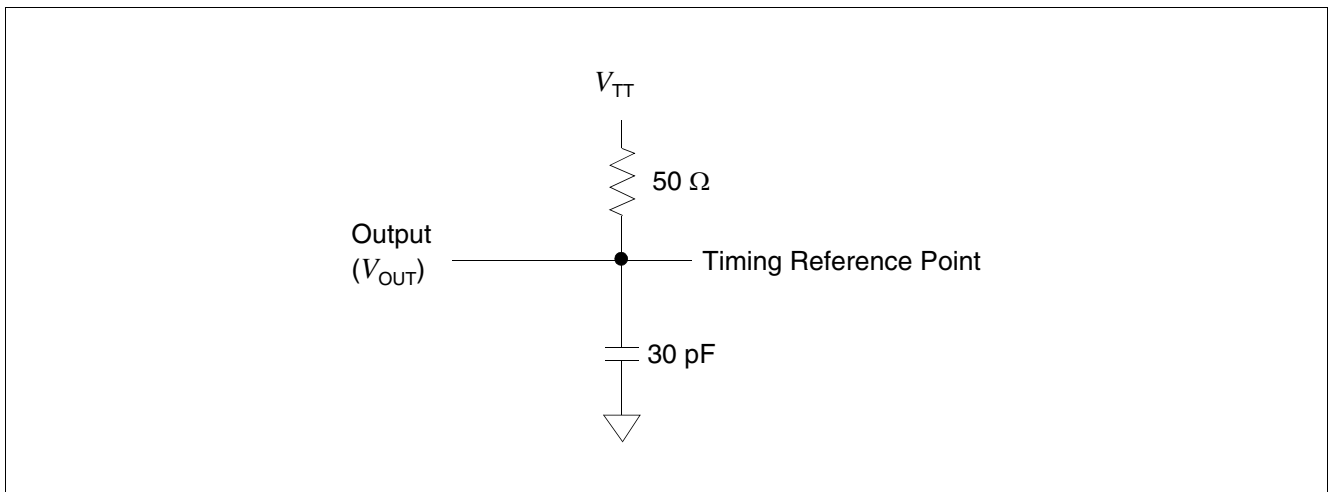 V_TT
50 Ω
Output
(V_OUT)
Timing Reference Point
30 pF